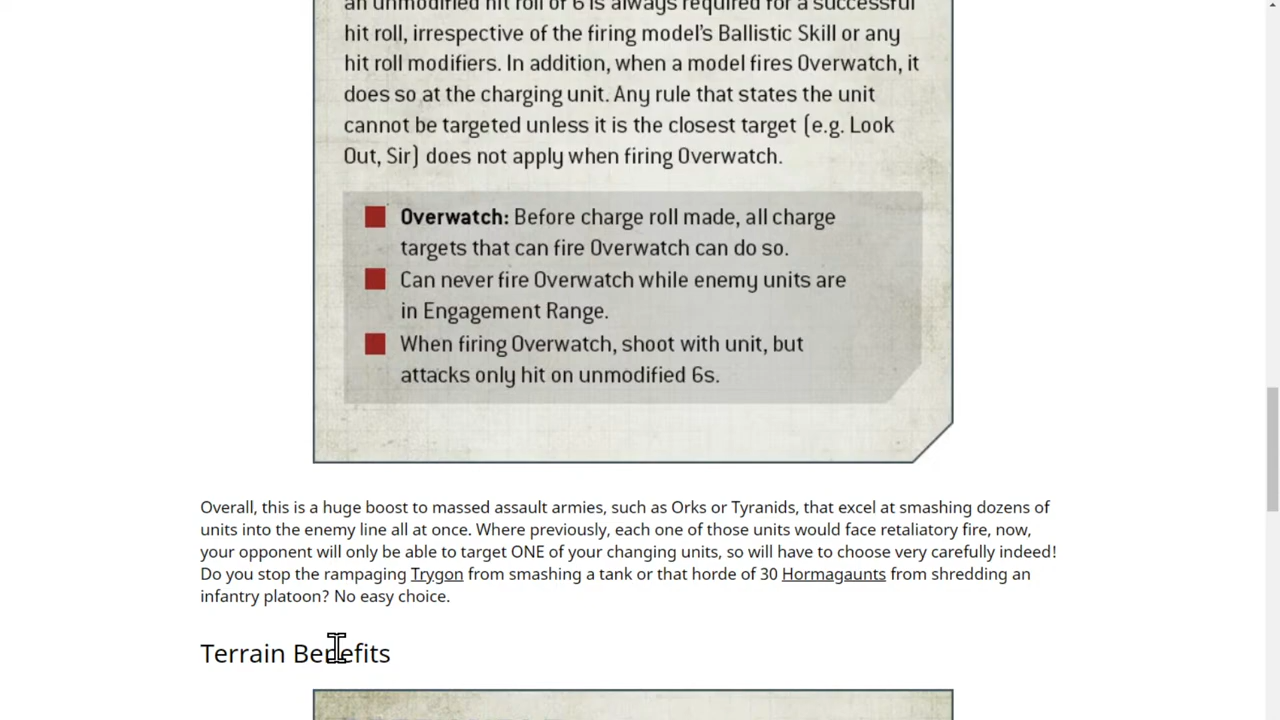 an unmodified hit roll of 6 is always required for a successful
hit roll, irrespective of the firing model's Ballistic Skill or any
hit roll modifiers. In addition, when a model fires Overwatch, it
does so at the charging unit. Any rule that states the unit
cannot be targeted unless it is the closest target (e.g. Look
Out, Sir) does not apply when firing Overwatch.
Overwatch: Before charge roll made, all charge
targets that can fire Overwatch can do so.
Can never fire Overwatch while enemy units are
in Engagement Range.
When firing Overwatch, shoot with unit, but
attacks only hit on unmodified 6s.
Overall, this is a huge boost to massed assault armies, such as Orks or Tyranids, that excel at smashing dozens of
units into the enemy line all at once. Where previously, each one of those units would face retaliatory fire, now,
your opponent will only be able to target ONE of your changing units, so will have to choose very carefully indeed!
Do you stop the rampaging Trygon from smashing a tank or that horde of 30 Hormagaunts from shredding an
infantry platoon? No easy choice.
Terrain Benefits